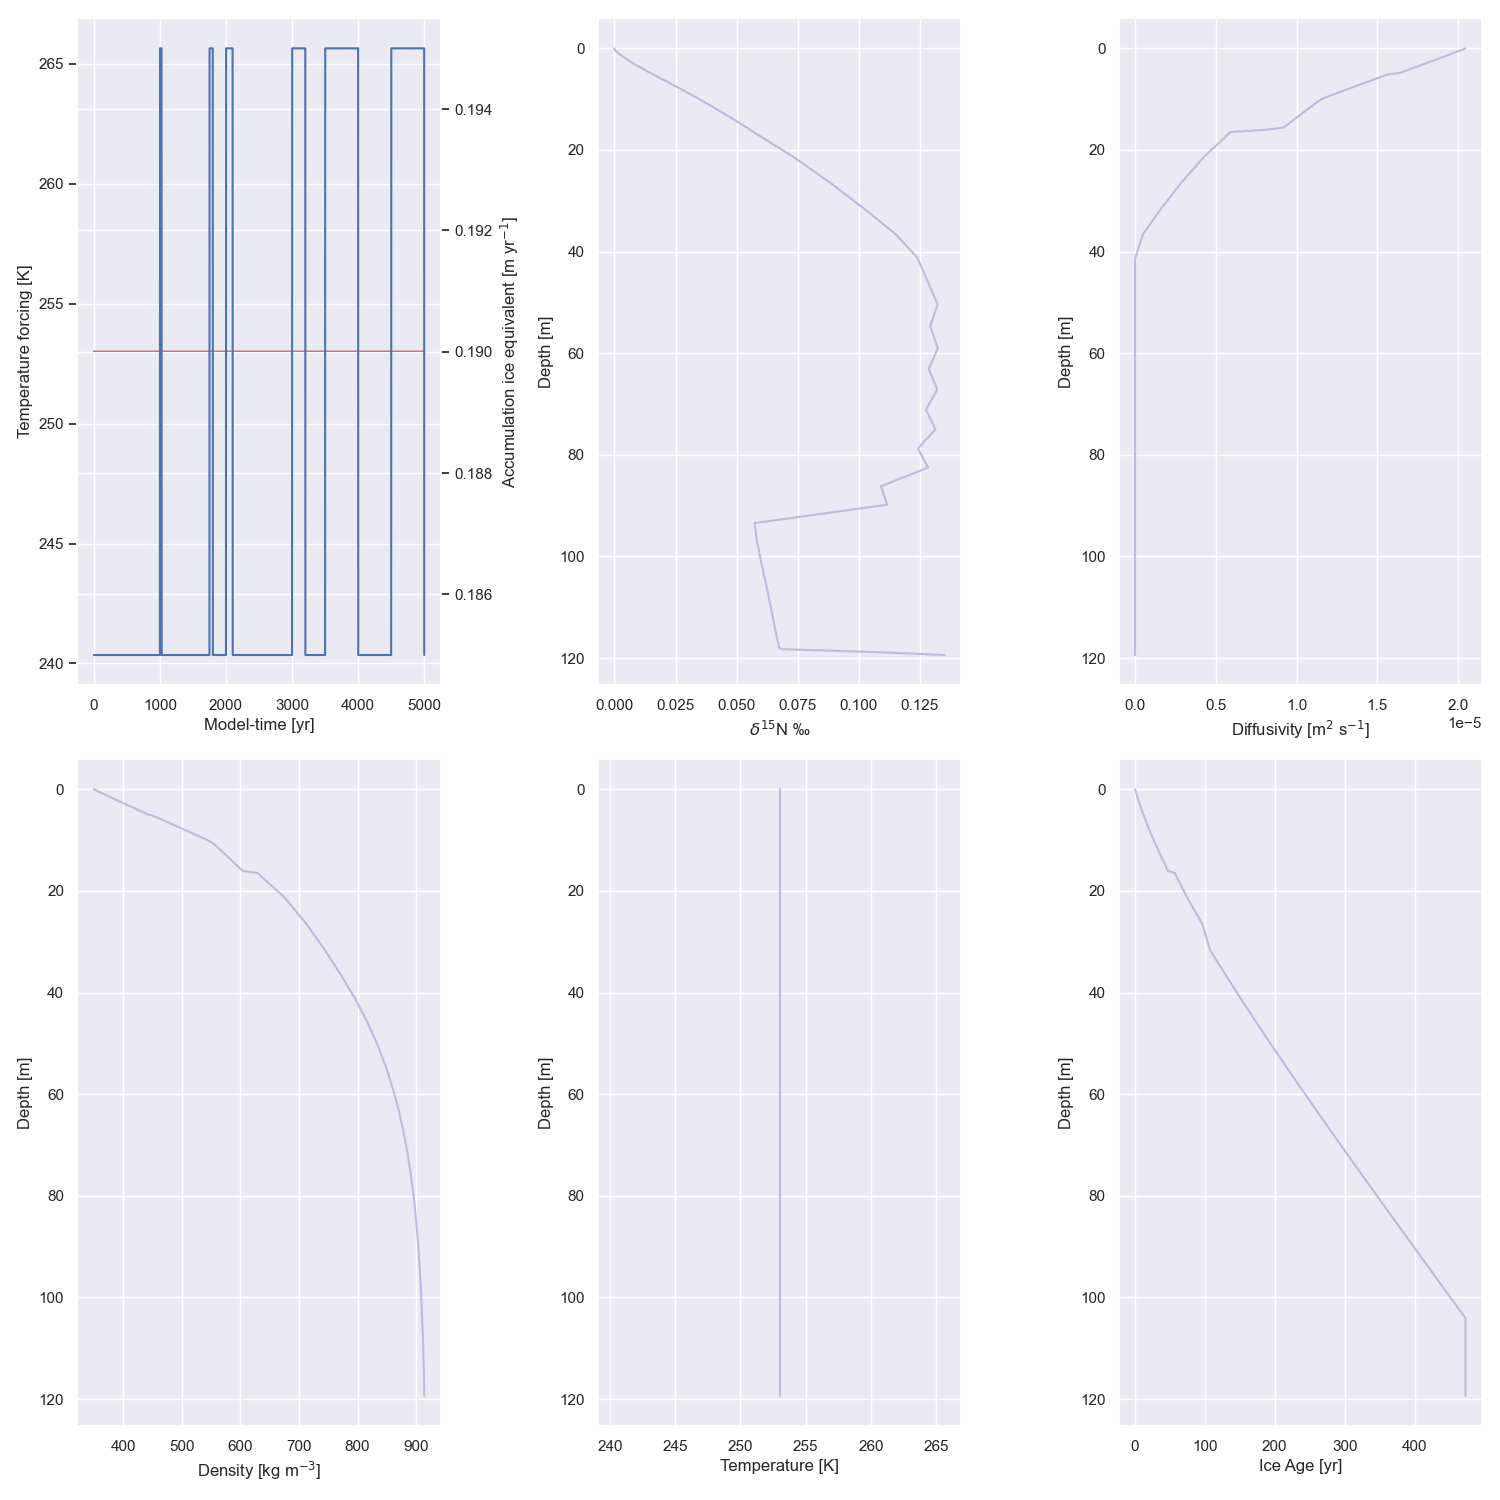 265
260
255
250
245
240
Temperature forcing [K]
0.194
0.192
0.190
0.188
0.186
Accumulation ice equivalent [m yr⁻¹]
0 1000 2000 3000 4000 5000
Model-time [yr]
0
20
40
60
80
100
120
Depth [m]
0.000 0.025 0.050 0.075 0.100 0.125
δ¹⁵N ‰
0
20
40
60
80
100
120
Depth [m]
0.0 0.5 1.0 1.5 2.0
1e−5
Diffusivity [m² s⁻¹]
0
20
40
60
80
100
120
Depth [m]
400 500 600 700 800 900
Density [kg m⁻³]
0
20
40
60
80
100
120
Depth [m]
240 245 250 255 260 265
Temperature [K]
0
20
40
60
80
100
120
Depth [m]
0 100 200 300 400
Ice Age [yr]